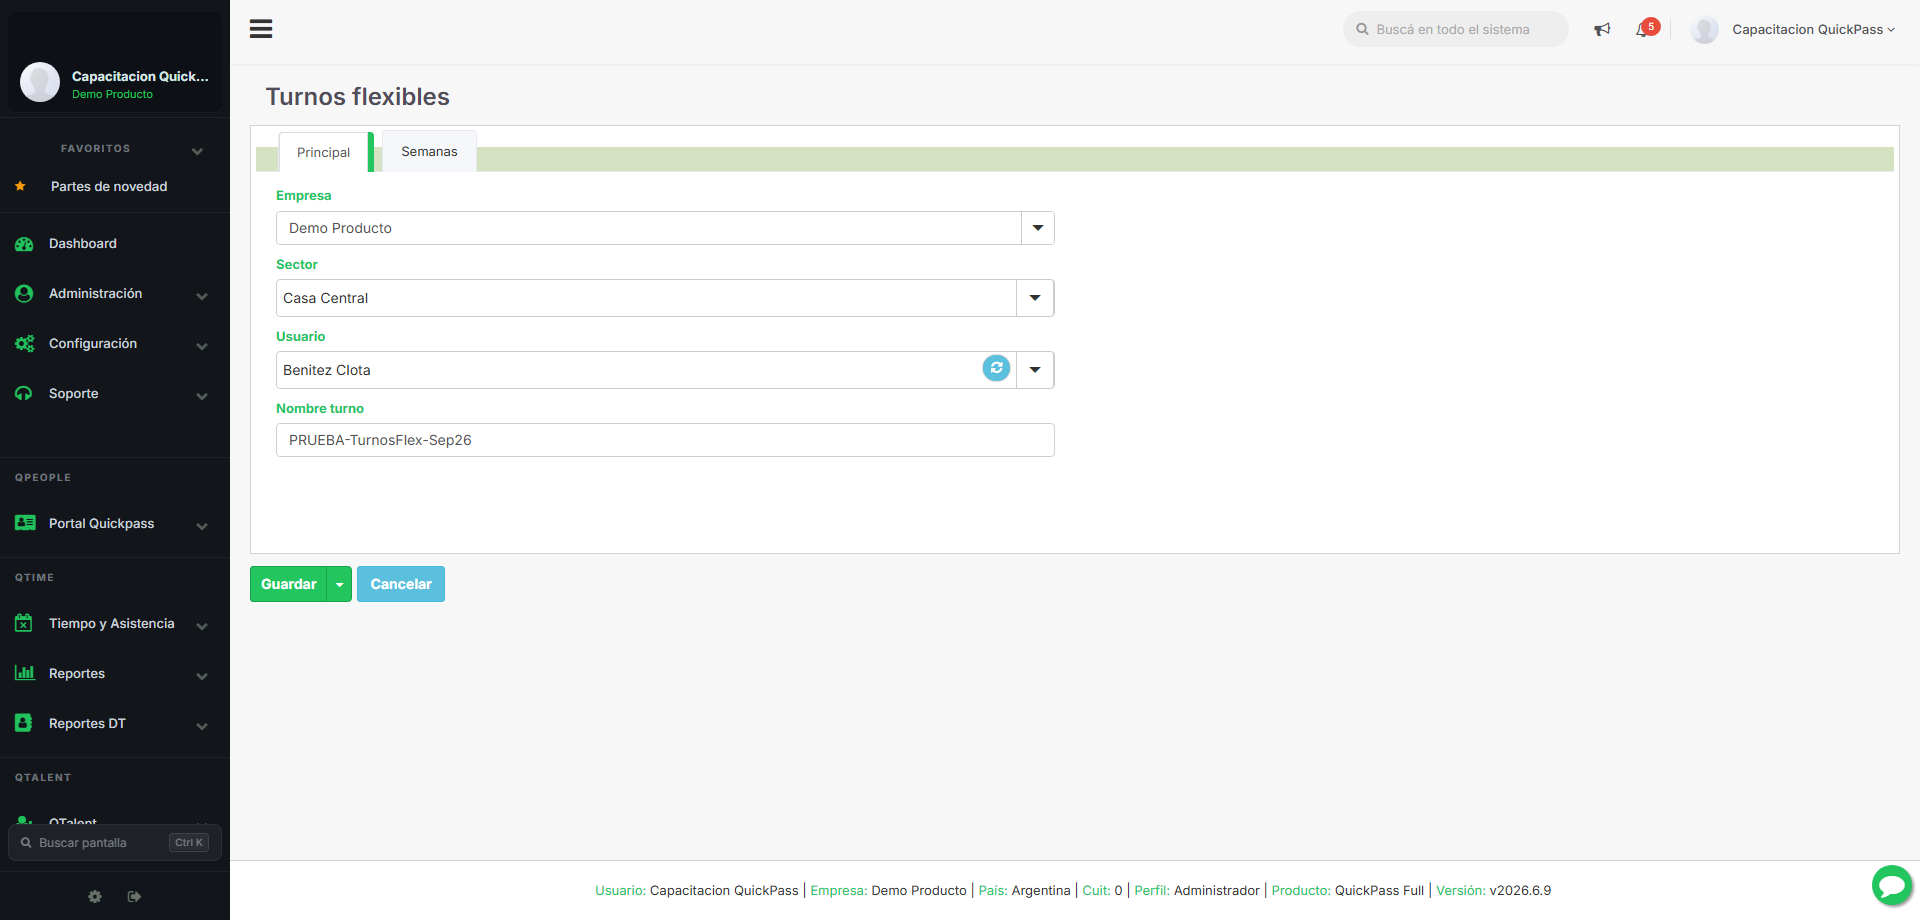 Capacitacion Quick...
Demo Producto
FAVORITOS
Partes de novedad
Dashboard
Administración
Configuración
Soporte
QPEOPLE
Portal Quickpass
QTIME
Tiempo y Asistencia
Reportes
Reportes DT
QTALENT
QTalent
Buscar pantalla
Ctrl K
Buscá en todo el sistema
5
Capacitacion QuickPass
Turnos flexibles
Principal
Semanas
Empresa
Demo Producto
Sector
Casa Central
Usuario
Benitez Clota
Nombre turno
PRUEBA-TurnosFlex-Sep26
Guardar
Cancelar
Usuario: Capacitacion QuickPass | Empresa: Demo Producto | País: Argentina | Cuit: 0 | Perfil: Administrador | Producto: QuickPass Full | Versión: v2026.6.9